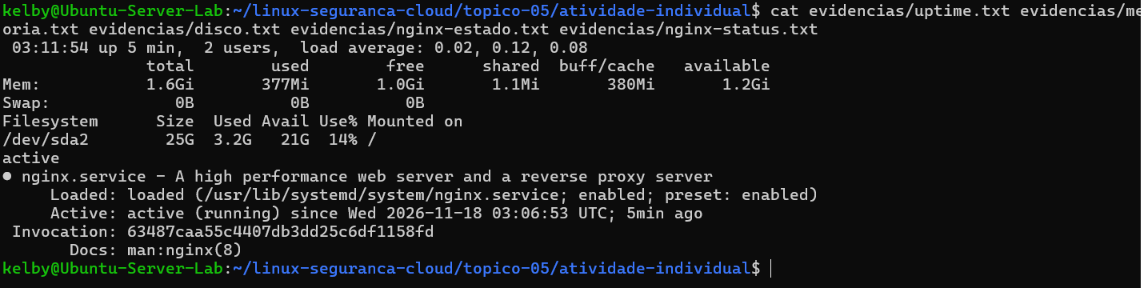 kelby@Ubuntu-Server-Lab:~/linux-seguranca-cloud/topico-05/atividade-individual$ cat evidencias/uptime.txt evidencias/me
oria.txt evidencias/disco.txt evidencias/nginx-estado.txt evidencias/nginx-status.txt
 03:11:54 up 5 min,  2 users,  load average: 0.02, 0.12, 0.08
               total        used        free      shared  buff/cache   available
Mem:           1.6Gi       377Mi       1.0Gi       1.1Mi       380Mi       1.2Gi
Swap:             0B          0B          0B
Filesystem      Size  Used Avail Use% Mounted on
/dev/sda2        25G  3.2G   21G  14% /
active
● nginx.service - A high performance web server and a reverse proxy server
     Loaded: loaded (/usr/lib/systemd/system/nginx.service; enabled; preset: enabled)
     Active: active (running) since Wed 2026-11-18 03:06:53 UTC; 5min ago
 Invocation: 63487caa55c4407db3dd25c6df1158fd
       Docs: man:nginx(8)
kelby@Ubuntu-Server-Lab:~/linux-seguranca-cloud/topico-05/atividade-individual$